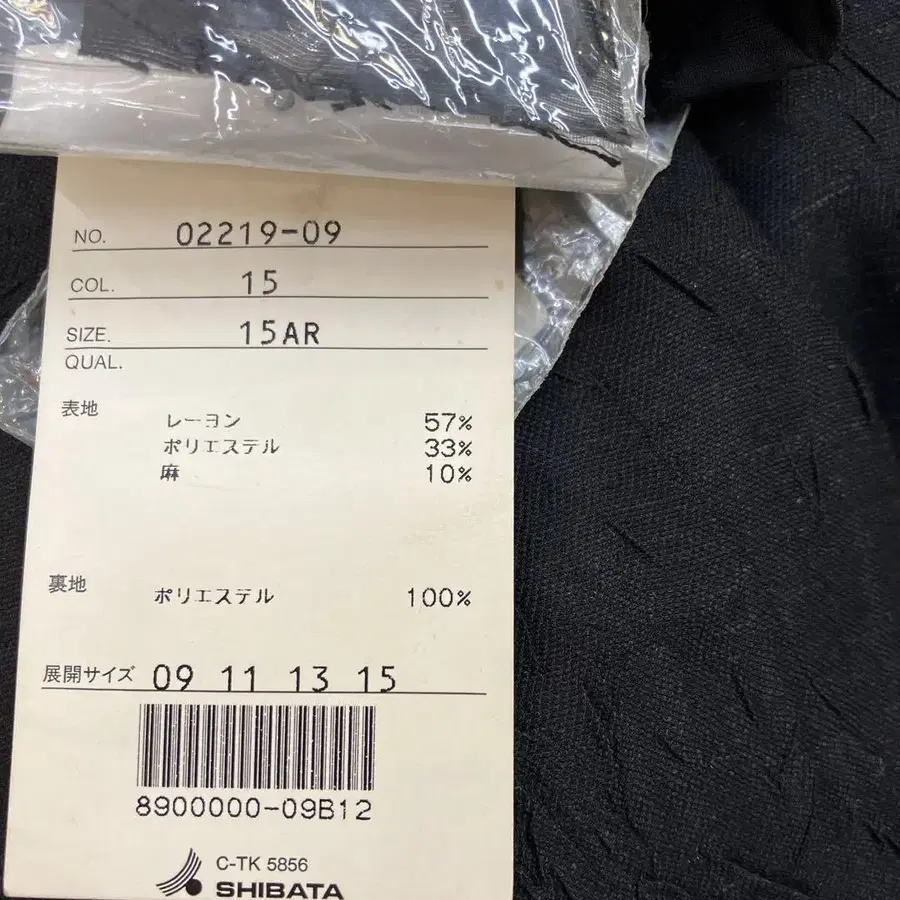 NO. 02219-09
COL. 15
SIZE. 15AR
QUAL.
表地
レーヨン 57%
ポリエステル 33%
麻 10%
裏地
ポリエステル 100%
展開サイズ 09 11 13 15
8900000-09B12
C-TK 5856
SHIBATA